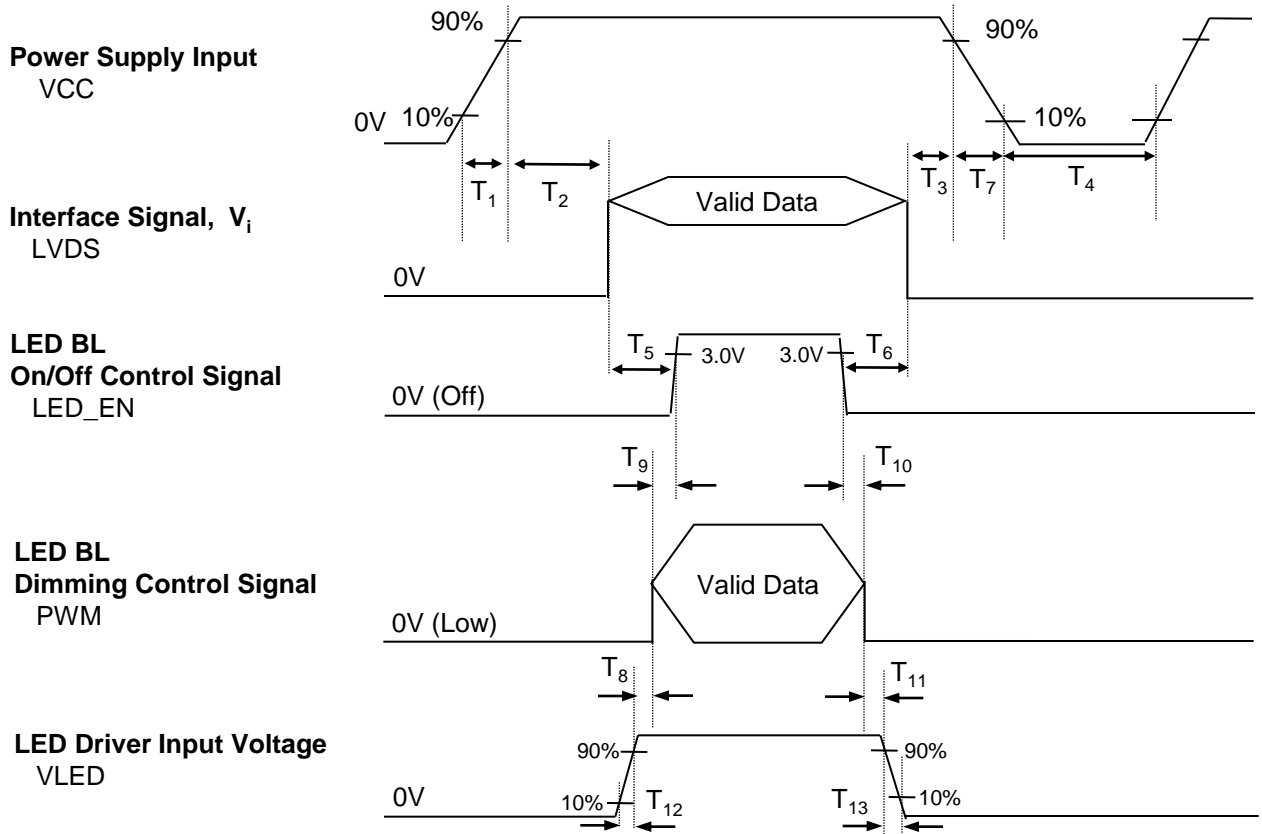 90%
90%
Power Supply Input
VCC
0V
10%
10%
T1
T2
T3
T7
T4
Interface Signal, Vi
LVDS
Valid Data
0V
LED BL
On/Off Control Signal
LED_EN
T5
3.0V
3.0V
T6
0V (Off)
T9
T10
LED BL
Dimming Control Signal
PWM
Valid Data
0V (Low)
T8
T11
LED Driver Input Voltage
VLED
90%
90%
0V
10%
T12
T13
10%